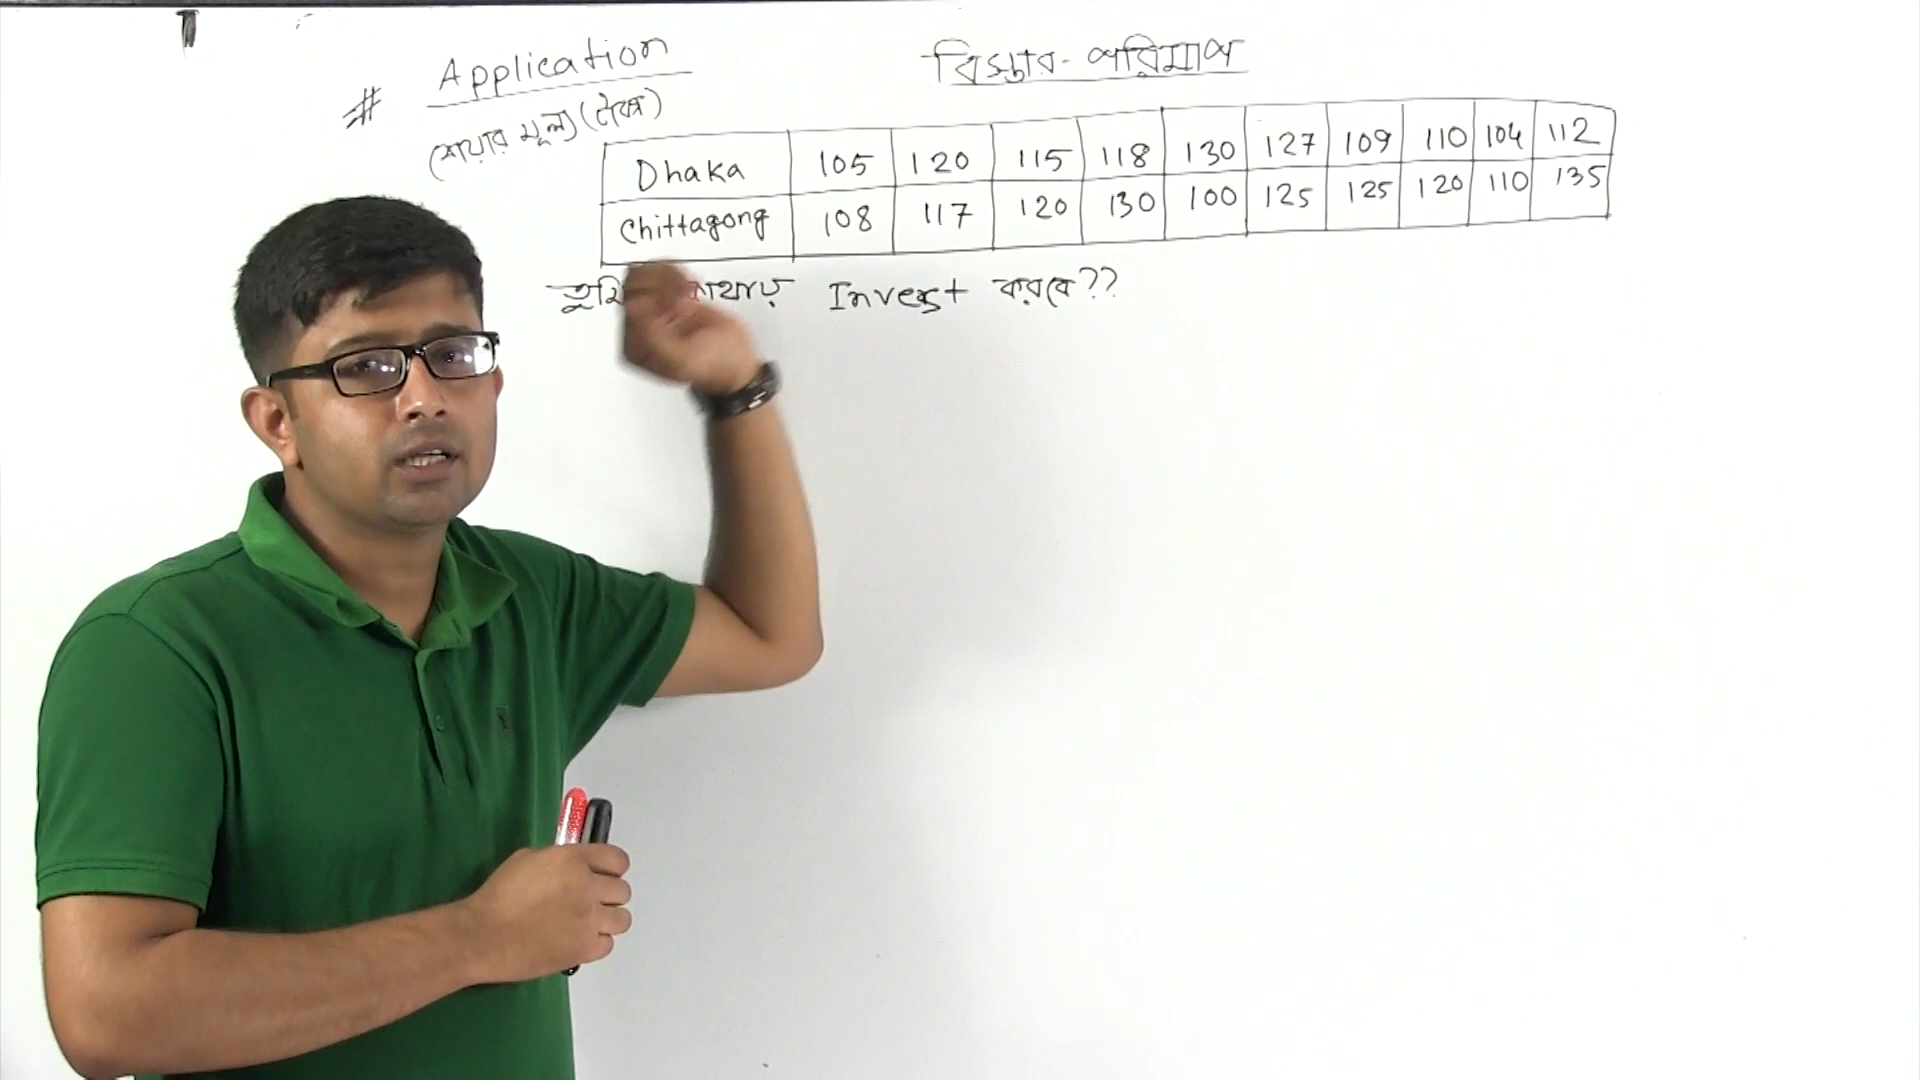 # Application
বিস্তার-পরিমাপ
শেয়ার মূল্য (টাকা)
Dhaka 105 120 115 118 130 127 109 110 104 112
Chittagong 108 117 120 130 100 125 125 120 110 135
তুমি Invest করবে??